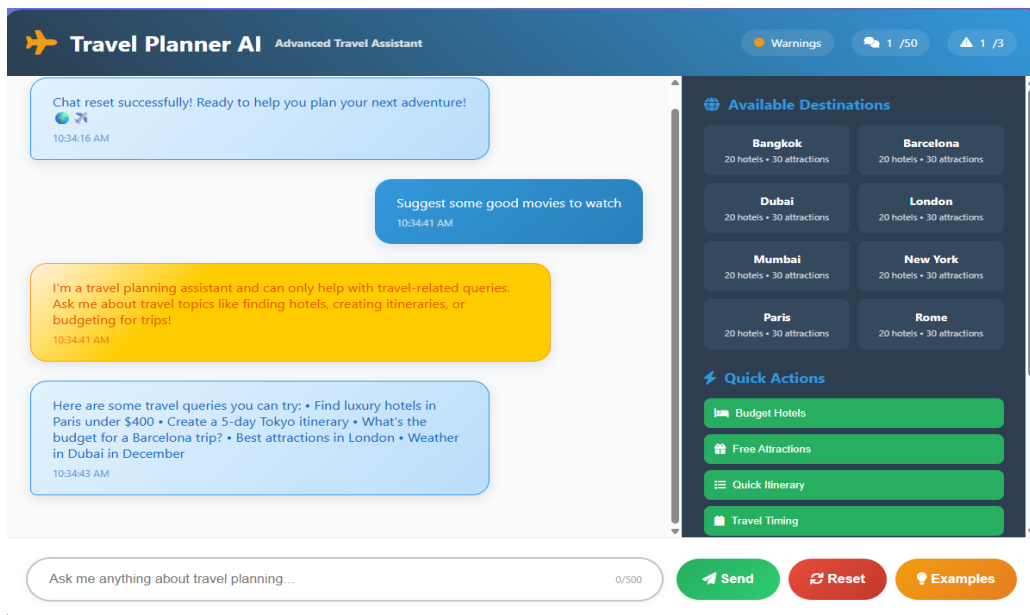 Travel Planner AI Advanced Travel Assistant
Warnings 1 /50 1 /3
Chat reset successfully! Ready to help you plan your next adventure!
10:34:16 AM
Suggest some good movies to watch
10:34:41 AM
I'm a travel planning assistant and can only help with travel-related queries.
Ask me about travel topics like finding hotels, creating itineraries, or
budgeting for trips!
10:34:41 AM
Here are some travel queries you can try: • Find luxury hotels in
Paris under $400 • Create a 5-day Tokyo itinerary • What's the
budget for a Barcelona trip? • Best attractions in London • Weather
in Dubai in December
10:34:43 AM
Available Destinations
Bangkok
20 hotels • 30 attractions
Barcelona
20 hotels • 30 attractions
Dubai
20 hotels • 30 attractions
London
20 hotels • 30 attractions
Mumbai
20 hotels • 30 attractions
New York
20 hotels • 30 attractions
Paris
20 hotels • 30 attractions
Rome
20 hotels • 30 attractions
Quick Actions
Budget Hotels
Free Attractions
Quick Itinerary
Travel Timing
Ask me anything about travel planning... 0/500
Send
Reset
Examples